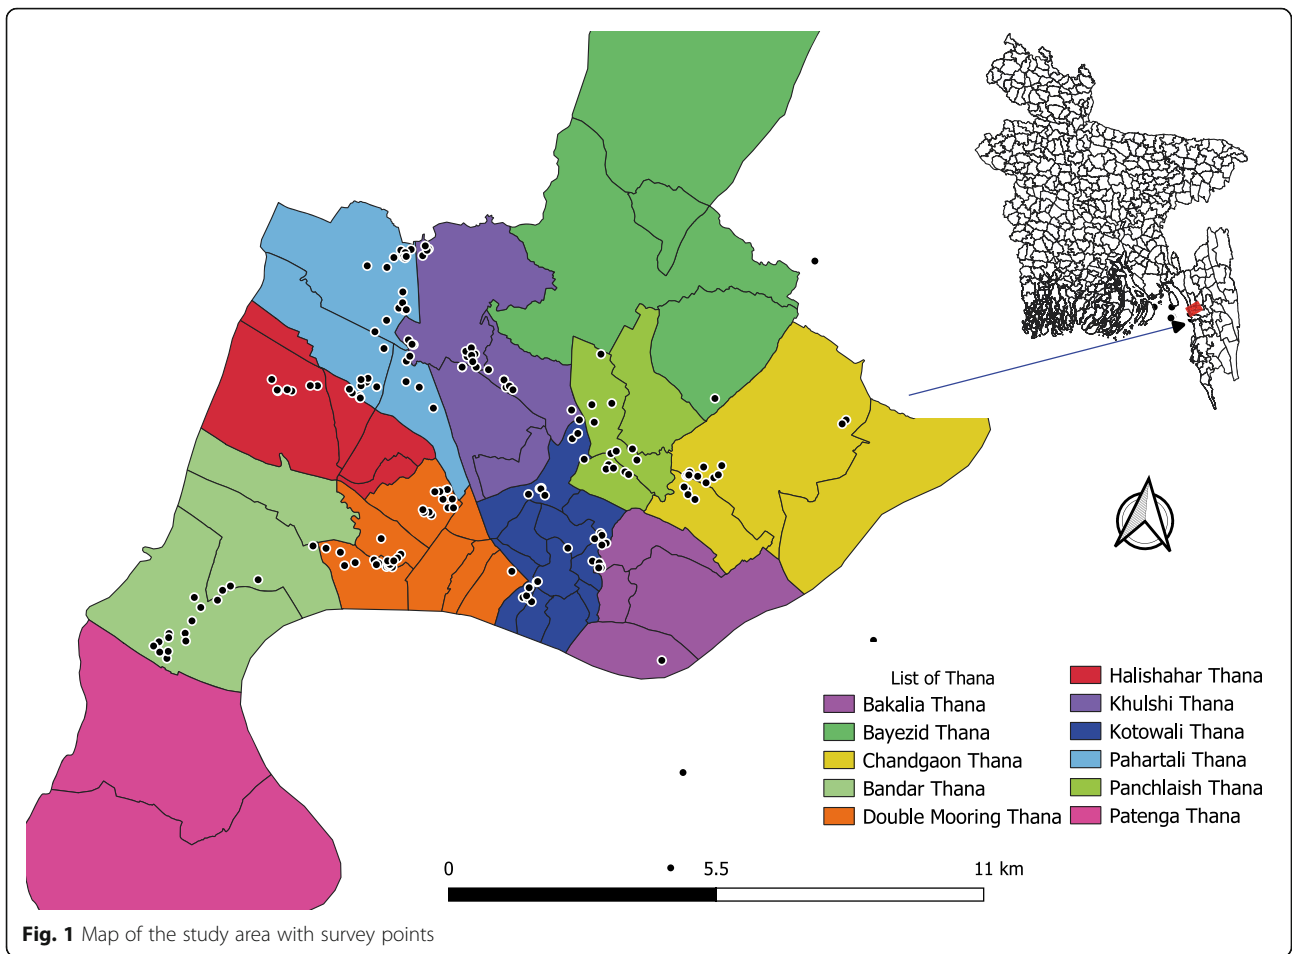 List of Thana
Bakalia Thana
Bayezid Thana
Chandgaon Thana
Bandar Thana
Double Mooring Thana
Halishahar Thana
Khulshi Thana
Kotowali Thana
Pahartali Thana
Panchlaish Thana
Patenga Thana
0 5.5 11 km
Fig. 1 Map of the study area with survey points